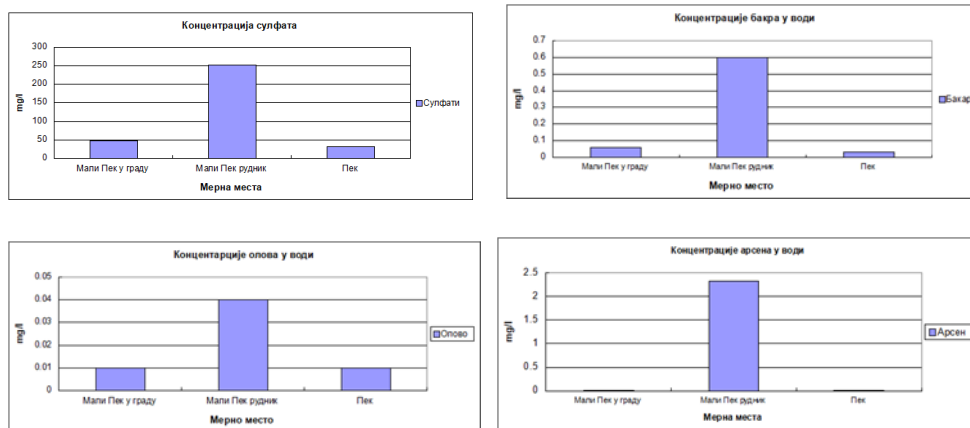 Концентрација сулфата
300
250
200
150
100
50
0
mg/l
Мали Пек у граду
Мали Пек рудник
Пек
Мерна места
Сулфати
Концентрације бакра у води
0.7
0.6
0.5
0.4
0.3
0.2
0.1
0
mg/l
Мали Пек у граду
Мали Пек рудник
Пек
Мерно место
Бакар
Концентарције олова у води
0.05
0.04
0.03
0.02
0.01
0
mg/l
Мали Пек у граду
Мали Пек рудник
Пек
Мерно место
Олово
Концентрације арсена у води
2.5
2
1.5
1
0.5
0
mg/l
Мали Пек у граду
Мали Пек рудник
Пек
Мерна места
Арсен